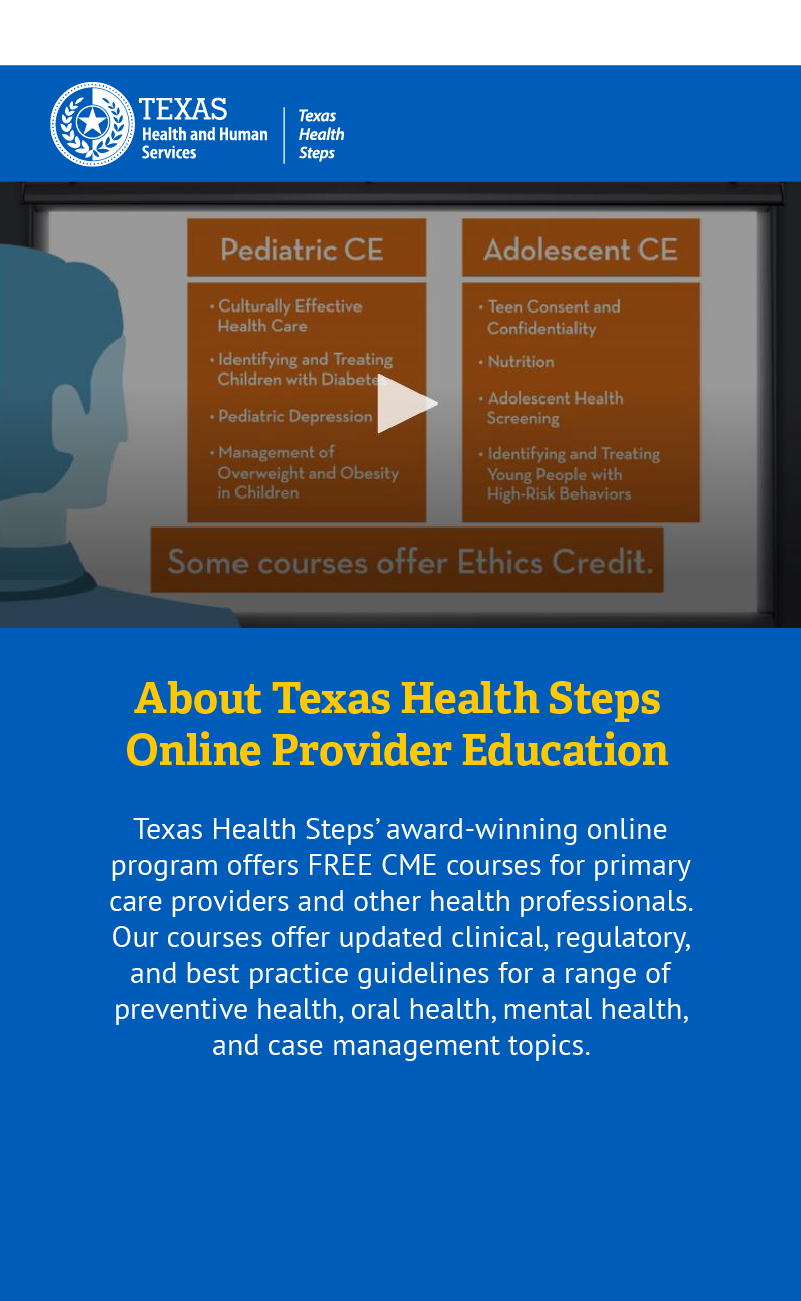 TEXAS
Health and Human
Services
Texas
Health
Steps
Pediatric CE
• Culturally Effective
Health Care
• Identifying and Treating
Children with Diabetes
• Pediatric Depression
• Management of
Overweight and Obesity
in Children
Adolescent CE
• Teen Consent and
Confidentiality
• Nutrition
• Adolescent Health
Screening
• Identifying and Treating
Young People with
High-Risk Behaviors
Some courses offer Ethics Credit.
About Texas Health Steps
Online Provider Education
Texas Health Steps’ award-winning online
program offers FREE CME courses for primary
care providers and other health professionals.
Our courses offer updated clinical, regulatory,
and best practice guidelines for a range of
preventive health, oral health, mental health,
and case management topics.